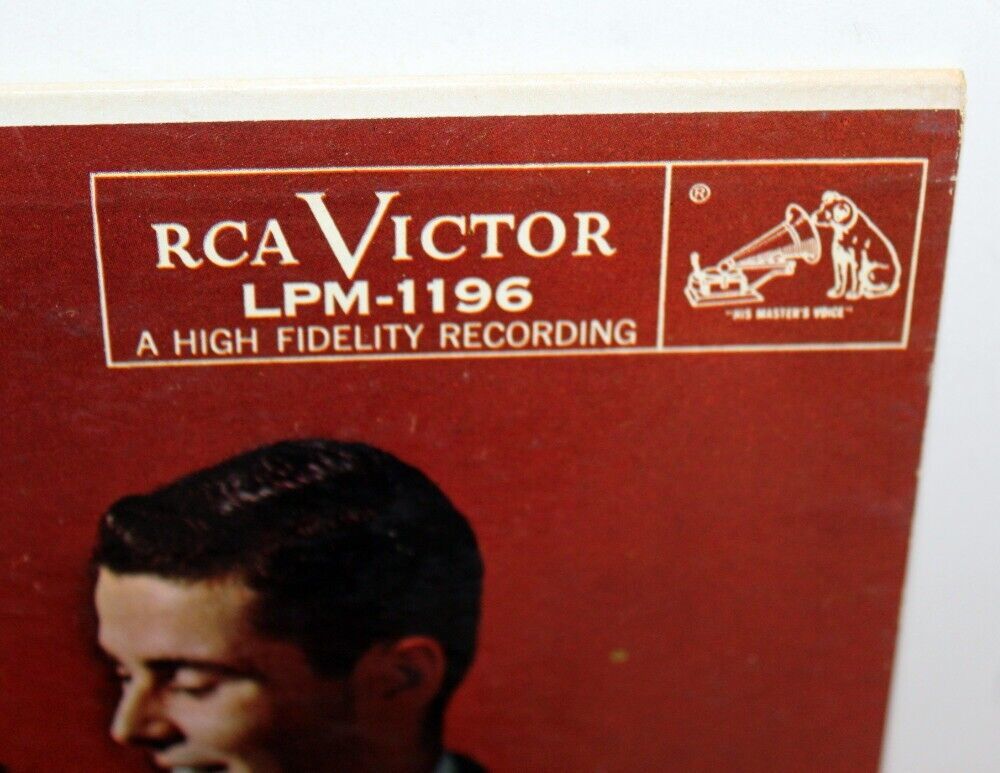 RCA VICTOR
LPM-1196
A HIGH FIDELITY RECORDING
®
"HIS MASTER'S VOICE"